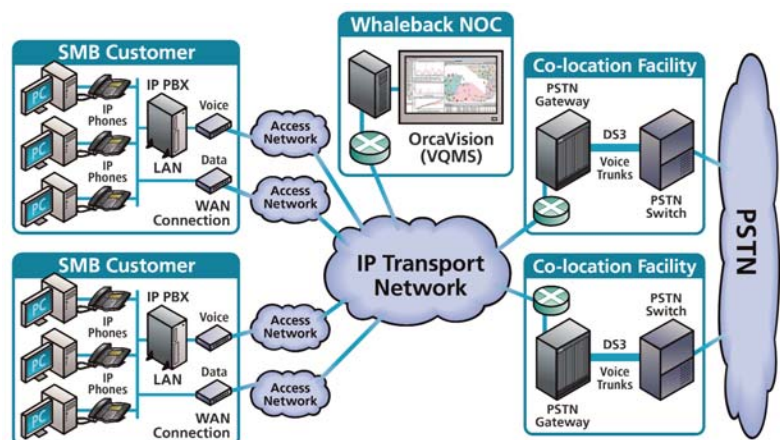 SMB Customer
PC
IP
Phones
PC
IP
Phones
PC
IP PBX
LAN
Voice
Data
WAN
Connection
Access
Network
Access
Network
SMB Customer
PC
IP
Phones
PC
IP
Phones
PC
IP PBX
LAN
Voice
Data
WAN
Connection
Access
Network
Access
Network
Whaleback NOC
OrcaVision
(VQMS)
IP Transport
Network
Co-location Facility
PSTN
Gateway
DS3
Voice
Trunks
PSTN
Switch
Co-location Facility
PSTN
Gateway
DS3
Voice
Trunks
PSTN
Switch
PSTN